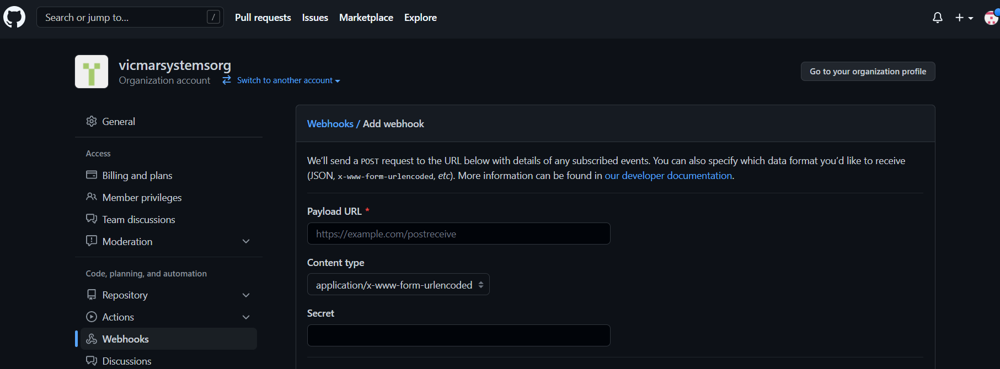 Search or jump to...
/
Pull requests
Issues
Marketplace
Explore
vicmarsystemsorg
Organization account
Switch to another account
Go to your organization profile
General
Access
Billing and plans
Member privileges
Team discussions
Moderation
Code, planning, and automation
Repository
Actions
Webhooks
Discussions
Webhooks / Add webhook
We’ll send a POST request to the URL below with details of any subscribed events. You can also specify which data format you’d like to receive
(JSON, x-www-form-urlencoded, etc). More information can be found in our developer documentation.
Payload URL *
https://example.com/postreceive
Content type
application/x-www-form-urlencoded
Secret